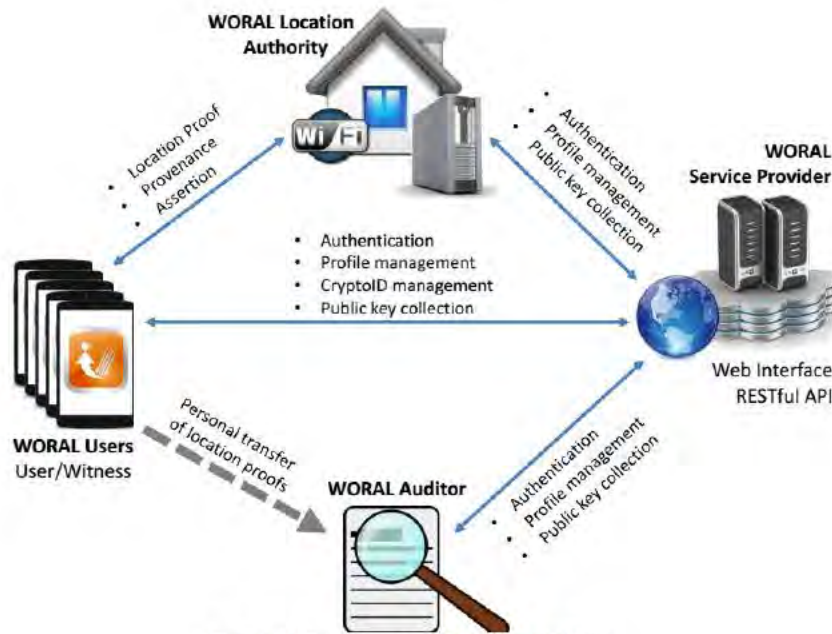 WORAL Location
Authority
Wi Fi
• Location Proof
• Provenance
• Assertion
• Authentication
• Profile management
• Public key collection
WORAL
Service Provider
• Authentication
• Profile management
• CryptoID management
• Public key collection
Web Interface
RESTful API
WORAL Users
User/Witness
Personal transfer
of location proofs
WORAL Auditor
• Authentication
• Profile management
• Public key collection